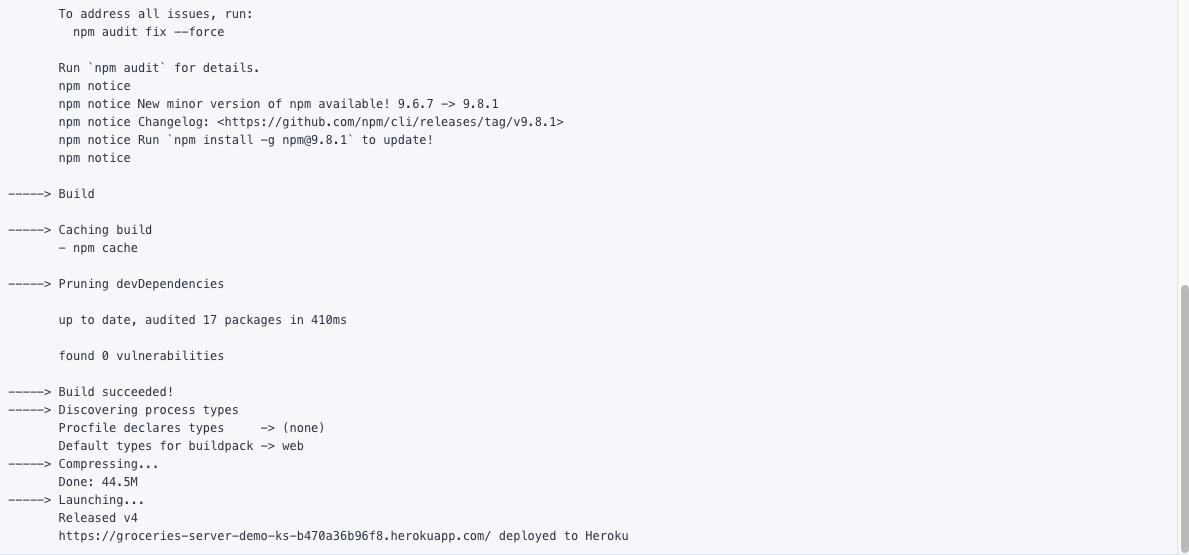 To address all issues, run:
npm audit fix --force
Run `npm audit` for details.
npm notice
npm notice New minor version of npm available! 9.6.7 -> 9.8.1
npm notice Changelog: <https://github.com/npm/cli/releases/tag/v9.8.1>
npm notice Run `npm install -g npm@9.8.1` to update!
npm notice
-----> Build
-----> Caching build
- npm cache
-----> Pruning devDependencies
up to date, audited 17 packages in 410ms
found 0 vulnerabilities
-----> Build succeeded!
-----> Discovering process types
Procfile declares types     -> (none)
Default types for buildpack -> web
-----> Compressing...
Done: 44.5M
-----> Launching...
Released v4
https://groceries-server-demo-ks-b470a36b96f8.herokuapp.com/ deployed to Heroku